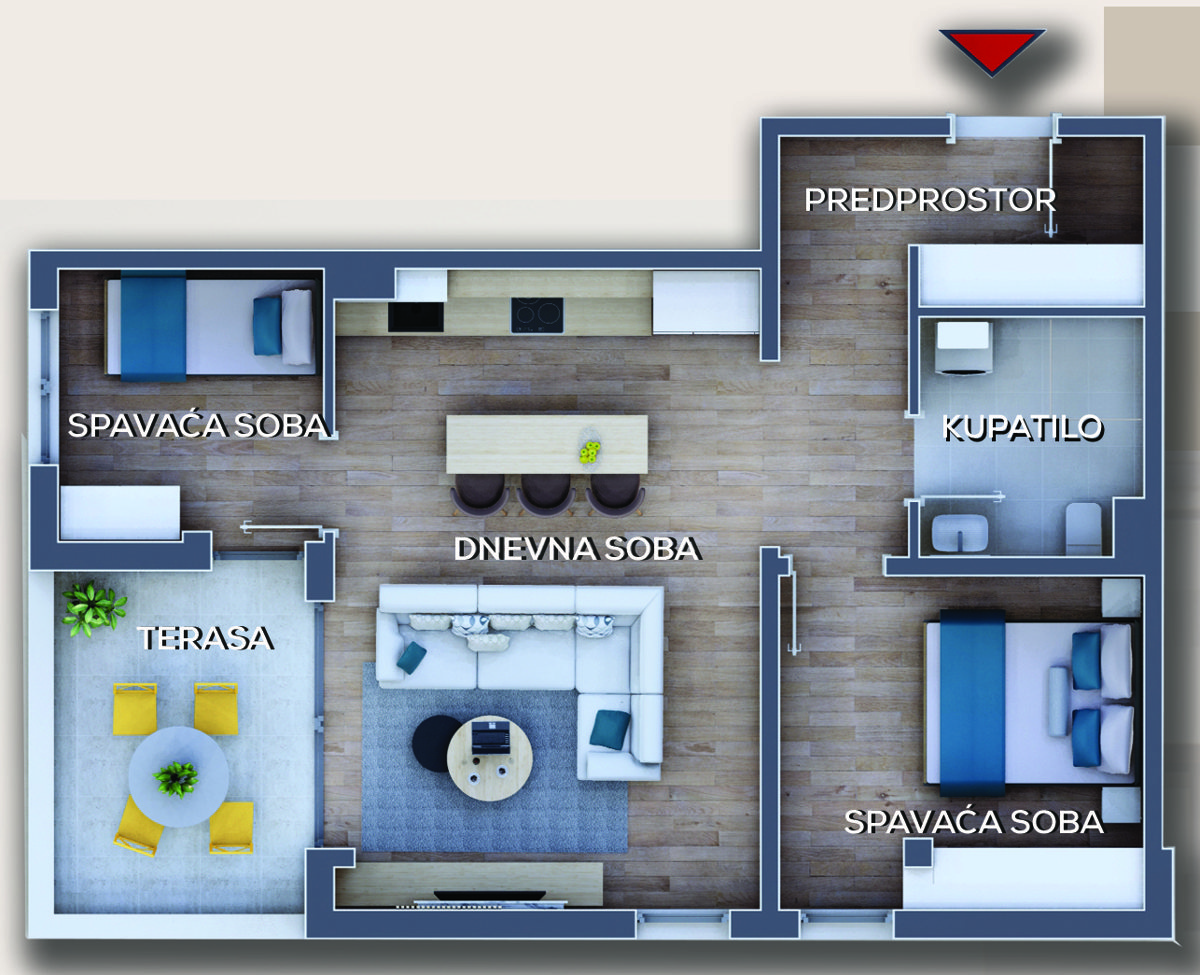 PREDPROSTOR
SPAVAĆA SOBA
KUPATILO
DNEVNA SOBA
TERASA
SPAVAĆA SOBA